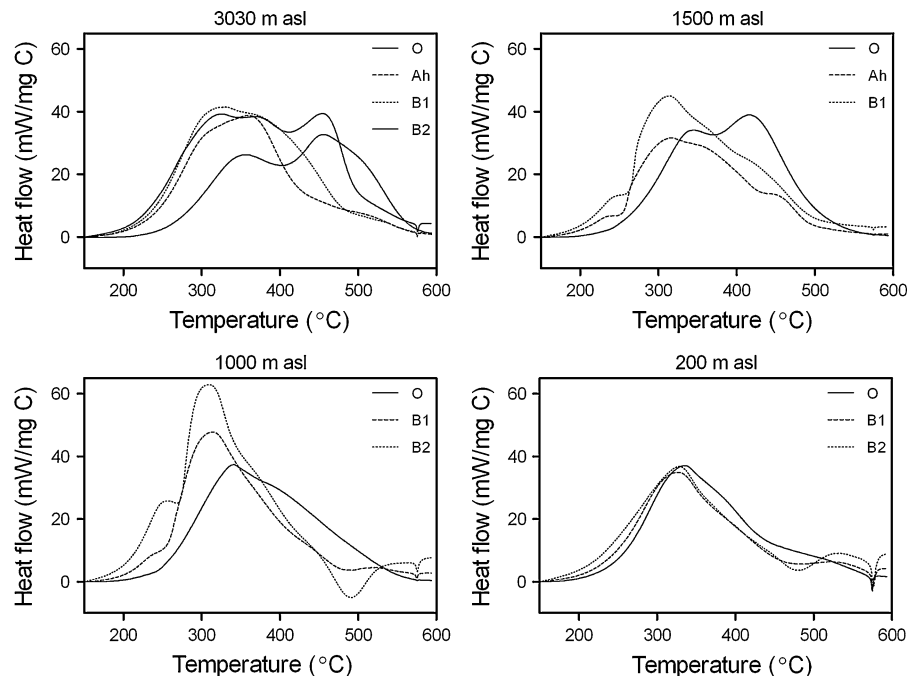 3030 m asl
60
40
20
0
Heat flow (mW/mg C)
O
Ah
B1
B2
200 300 400 500 600
Temperature (°C)
1500 m asl
60
40
20
0
Heat flow (mW/mg C)
O
Ah
B1
200 300 400 500 600
Temperature (°C)
1000 m asl
60
40
20
0
Heat flow (mW/mg C)
O
B1
B2
200 300 400 500 600
Temperature (°C)
200 m asl
60
40
20
0
Heat flow (mW/mg C)
O
B1
B2
200 300 400 500 600
Temperature (°C)